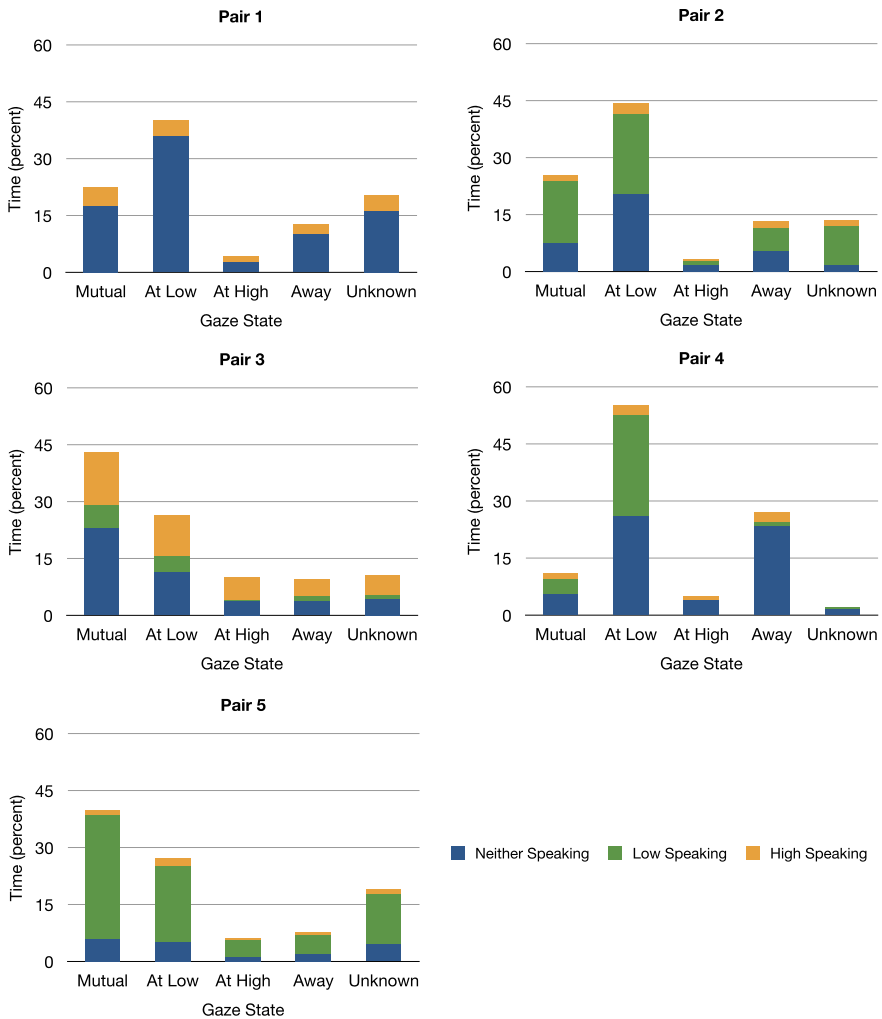 Pair 1
60
45
30
15
0
Time (percent)
Mutual At Low At High Away Unknown
Gaze State
Pair 2
60
45
30
15
0
Time (percent)
Mutual At Low At High Away Unknown
Gaze State
Pair 3
60
45
30
15
0
Time (percent)
Mutual At Low At High Away Unknown
Gaze State
Pair 4
60
45
30
15
0
Time (percent)
Mutual At Low At High Away Unknown
Gaze State
Pair 5
60
45
30
15
0
Time (percent)
Mutual At Low At High Away Unknown
Gaze State
Neither Speaking Low Speaking High Speaking